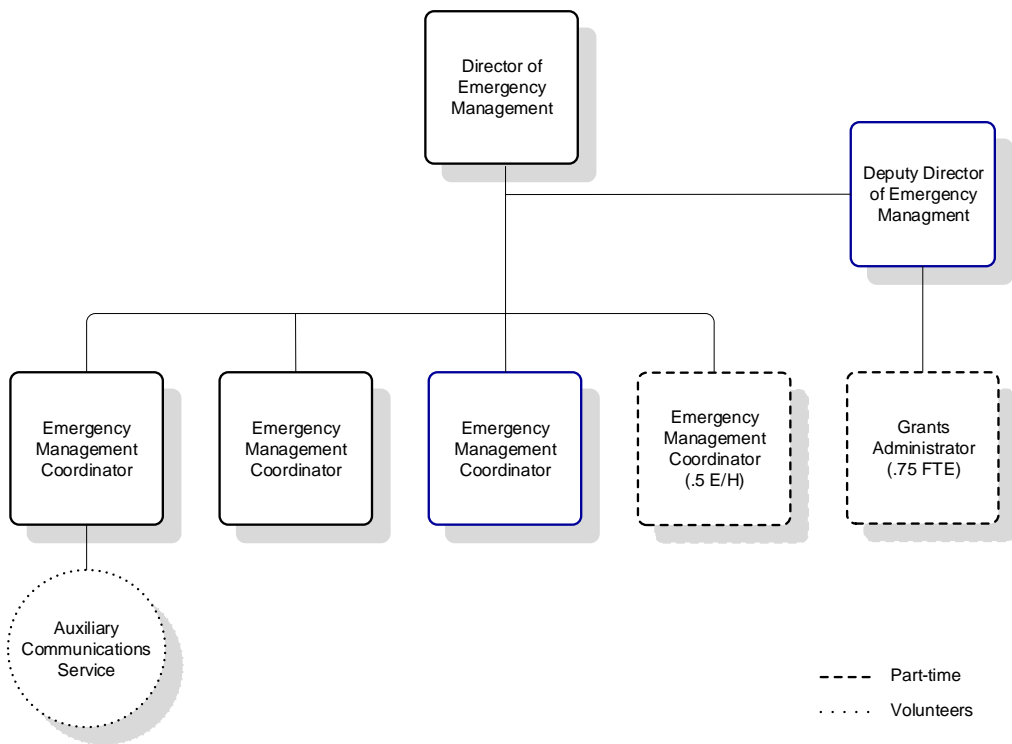 Director of
Emergency
Management
Deputy Director
of Emergency
Managment
Emergency
Management
Coordinator
Emergency
Management
Coordinator
Emergency
Management
Coordinator
Emergency
Management
Coordinator
(.5 E/H)
Grants
Administrator
(.75 FTE)
Auxiliary
Communications
Service
Part-time
Volunteers